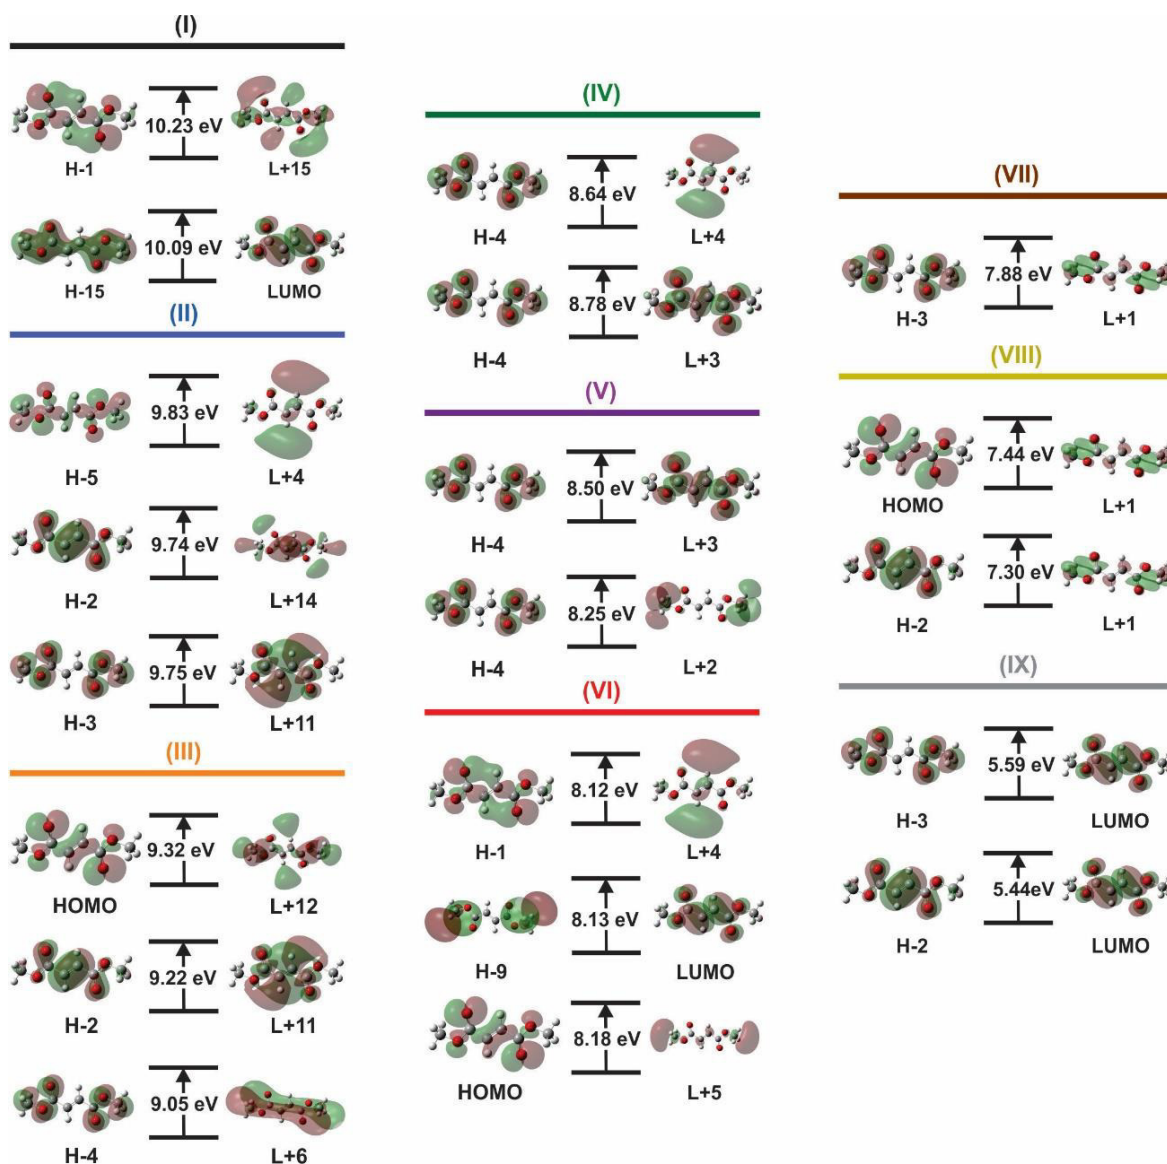 (I)
10.23 eV
H-1 L+15
10.09 eV
H-15 LUMO
(II)
9.83 eV
H-5 L+4
9.74 eV
H-2 L+14
9.75 eV
H-3 L+11
(III)
9.32 eV
HOMO L+12
9.22 eV
H-2 L+11
9.05 eV
H-4 L+6
(IV)
8.64 eV
H-4 L+4
8.78 eV
H-4 L+3
(V)
8.50 eV
H-4 L+3
8.25 eV
H-4 L+2
(VI)
8.12 eV
H-1 L+4
8.13 eV
H-9 LUMO
8.18 eV
HOMO L+5
(VII)
7.88 eV
H-3 L+1
(VIII)
7.44 eV
HOMO L+1
7.30 eV
H-2 L+1
(IX)
5.59 eV
H-3 LUMO
5.44eV
H-2 LUMO